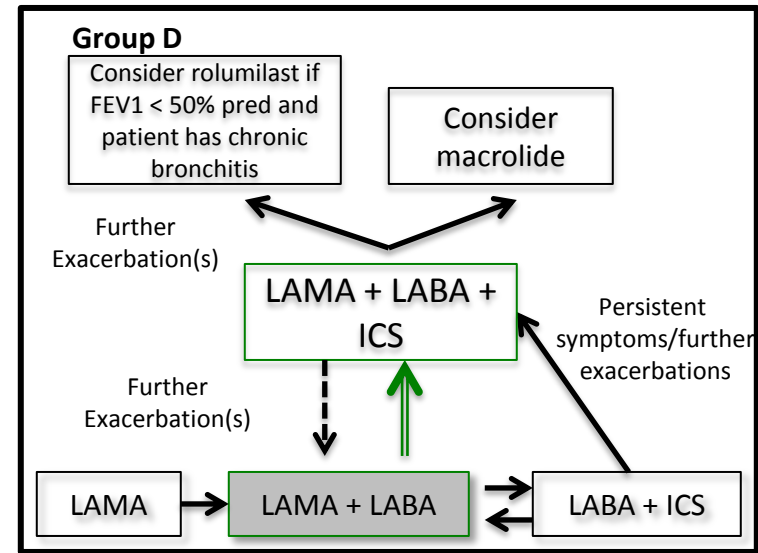 Group D
Consider rolumilast if
FEV1 < 50% pred and
patient has chronic
bronchitis
Consider
macrolide
Further
Exacerbation(s)
LAMA + LABA +
ICS
Persistent
symptoms/further
exacerbations
Further
Exacerbation(s)
LAMA
LAMA + LABA
LABA + ICS